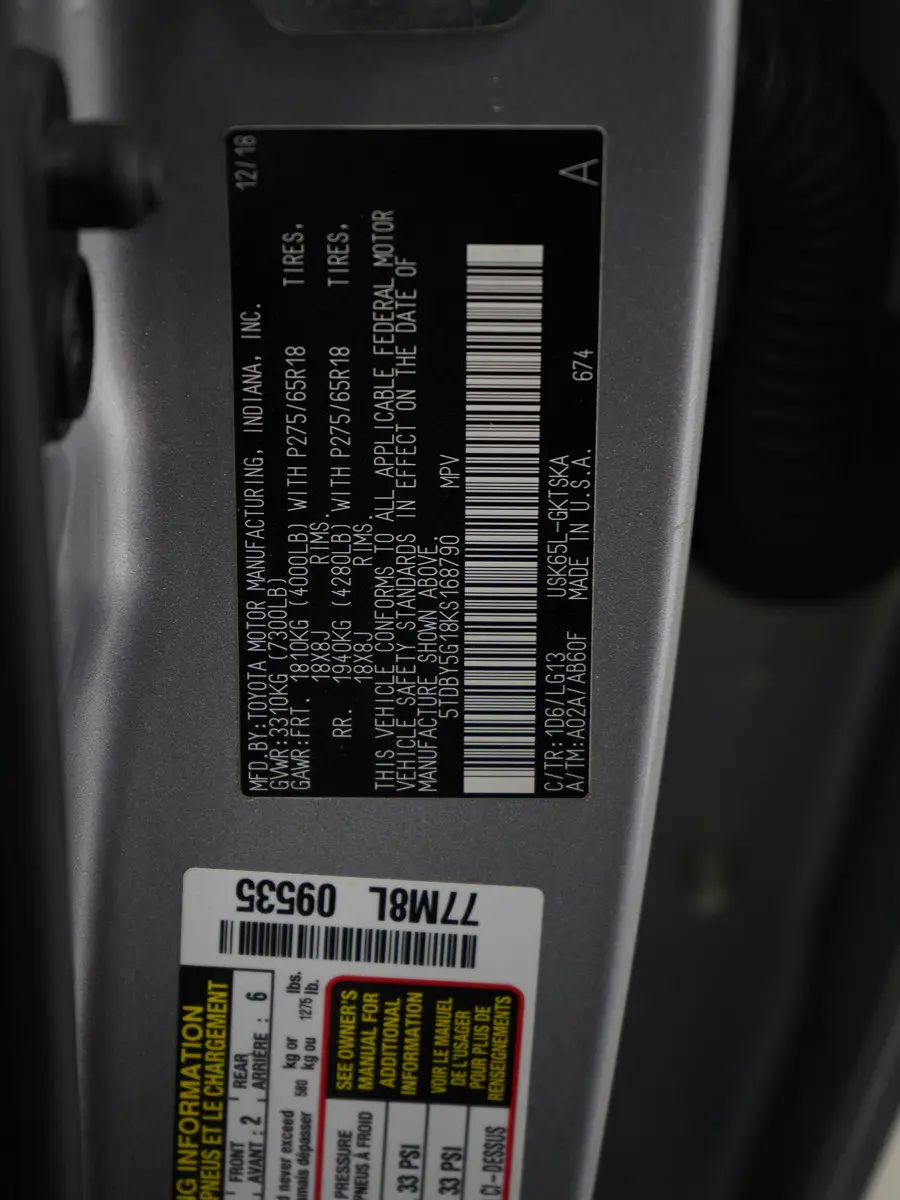 12/18
MFD.BY:TOYOTA MOTOR MANUFACTURING, INDIANA, INC.
GVWR:3310KG (7300LB)
GAWR:FRT. 1810KG (4000LB) WITH P275/65R18 TIRES,
18X8J RIMS,
RR. 1940KG (4280LB) WITH P275/65R18 TIRES,
18X8J RIMS.
THIS VEHICLE CONFORMS TO ALL APPLICABLE FEDERAL MOTOR
VEHICLE SAFETY STANDARDS IN EFFECT ON THE DATE OF
MANUFACTURE SHOWN ABOVE.
5TDBY5G18KS168790 MPV
C/TR:1D6/LG13 USK65L-GKTSKA
A/TM:A02A/AB60F MADE IN U.S.A. 674
A
77M8L 09535
NG INFORMATION
PNEUS ET LE CHARGEMENT
FRONT REAR
AVANT : 2 ARRIÈRE : 6
d never exceed 580 kg or lbs.
jamais dépasser kg ou 1275 lb.
PRESSURE
PNEUS À FROID
33 PSI
33 PSI
CI-DESSUS
SEE OWNER'S
MANUAL FOR
ADDITIONAL
INFORMATION
VOIR LE MANUEL
DE L'USAGER
POUR PLUS DE
RENSEIGNEMENTS